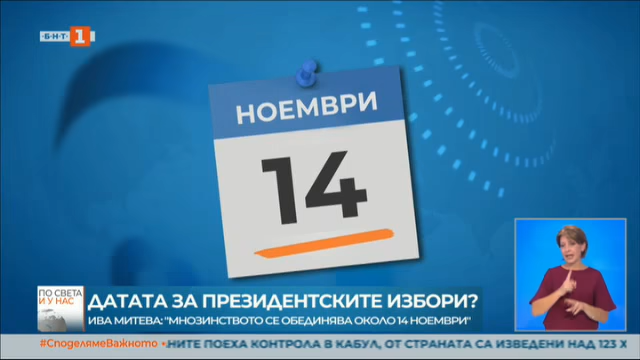 БНТ 1
НОЕМВРИ
14
ПО СВЕТА
И У НАС
ДАТАТА ЗА ПРЕЗИДЕНТСКИТЕ ИЗБОРИ?
ИВА МИТЕВА: "МНОЗИНСТВОТО СЕ ОБЕДИНЯВА ОКОЛО 14 НОЕМВРИ"
#СподелямеВажното •НИТЕ ПОЕХА КОНТРОЛА В КАБУЛ, ОТ СТРАНАТА СА ИЗВЕДЕНИ НАД 123 Х